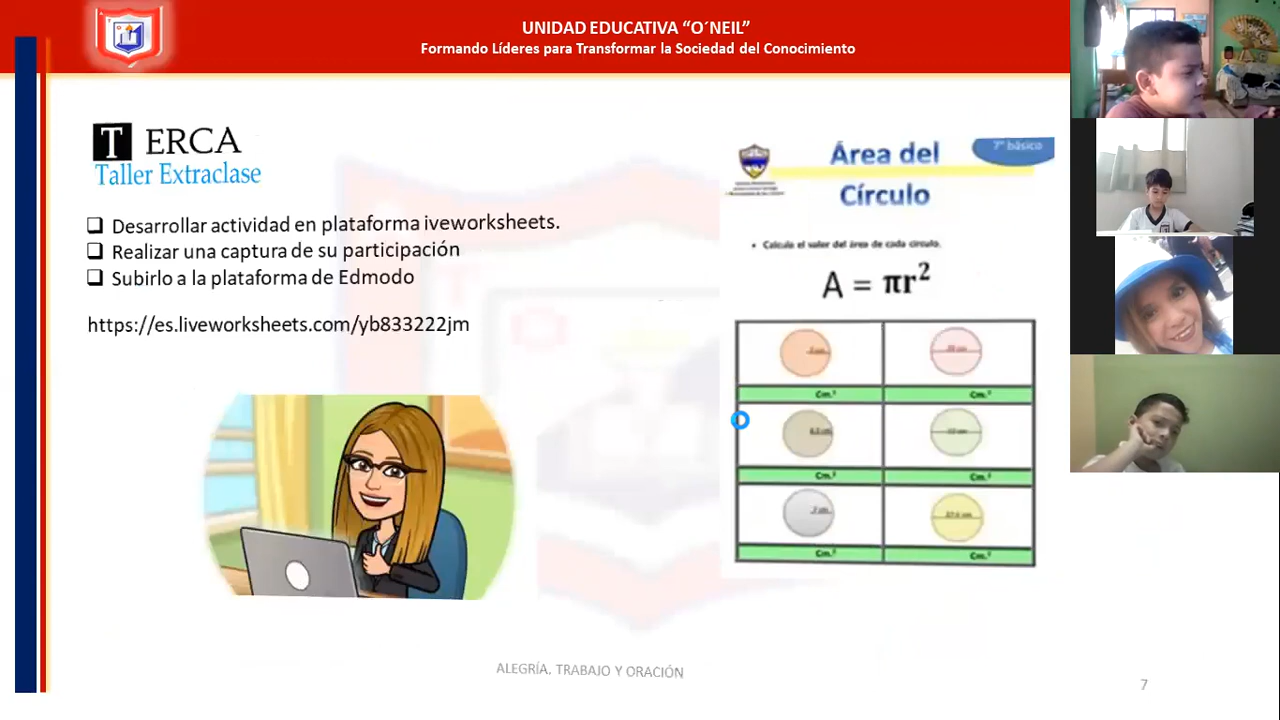 UNIDAD EDUCATIVA “O´NEIL”
Formando Líderes para Transformar la Sociedad del Conocimiento
T ERCA
Taller Extraclase
Desarrollar actividad en plataforma iveworksheets.
Realizar una captura de su participación
Subirlo a la plataforma de Edmodo
https://es.liveworksheets.com/yb833222jm
7° básico
Área del
Círculo
• Calcula el valor del área de cada círculo.
A = πr²
Cm.² Cm.²
Cm.² Cm.²
Cm.² Cm.²
ALEGRÍA, TRABAJO Y ORACIÓN
7